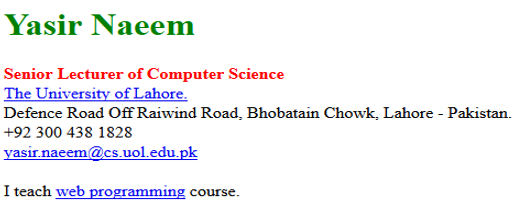 Yasir Naeem
Senior Lecturer of Computer Science
The University of Lahore.
Defence Road Off Raiwind Road, Bhobatain Chowk, Lahore - Pakistan.
+92 300 438 1828
yasir.naeem@cs.uol.edu.pk
I teach web programming course.